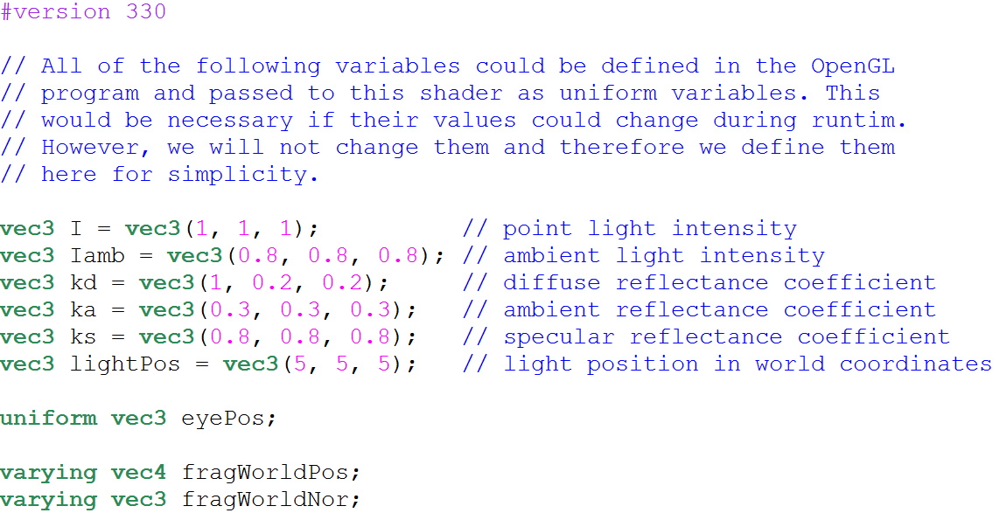 #version 330
// All of the following variables could be defined in the OpenGL
// program and passed to this shader as uniform variables. This
// would be necessary if their values could change during runtim.
// However, we will not change them and therefore we define them
// here for simplicity.
vec3 I = vec3(1, 1, 1);          // point light intensity
vec3 Iamb = vec3(0.8, 0.8, 0.8); // ambient light intensity
vec3 kd = vec3(1, 0.2, 0.2);     // diffuse reflectance coefficient
vec3 ka = vec3(0.3, 0.3, 0.3);   // ambient reflectance coefficient
vec3 ks = vec3(0.8, 0.8, 0.8);   // specular reflectance coefficient
vec3 lightPos = vec3(5, 5, 5);   // light position in world coordinates
uniform vec3 eyePos;
varying vec4 fragWorldPos;
varying vec3 fragWorldNor;